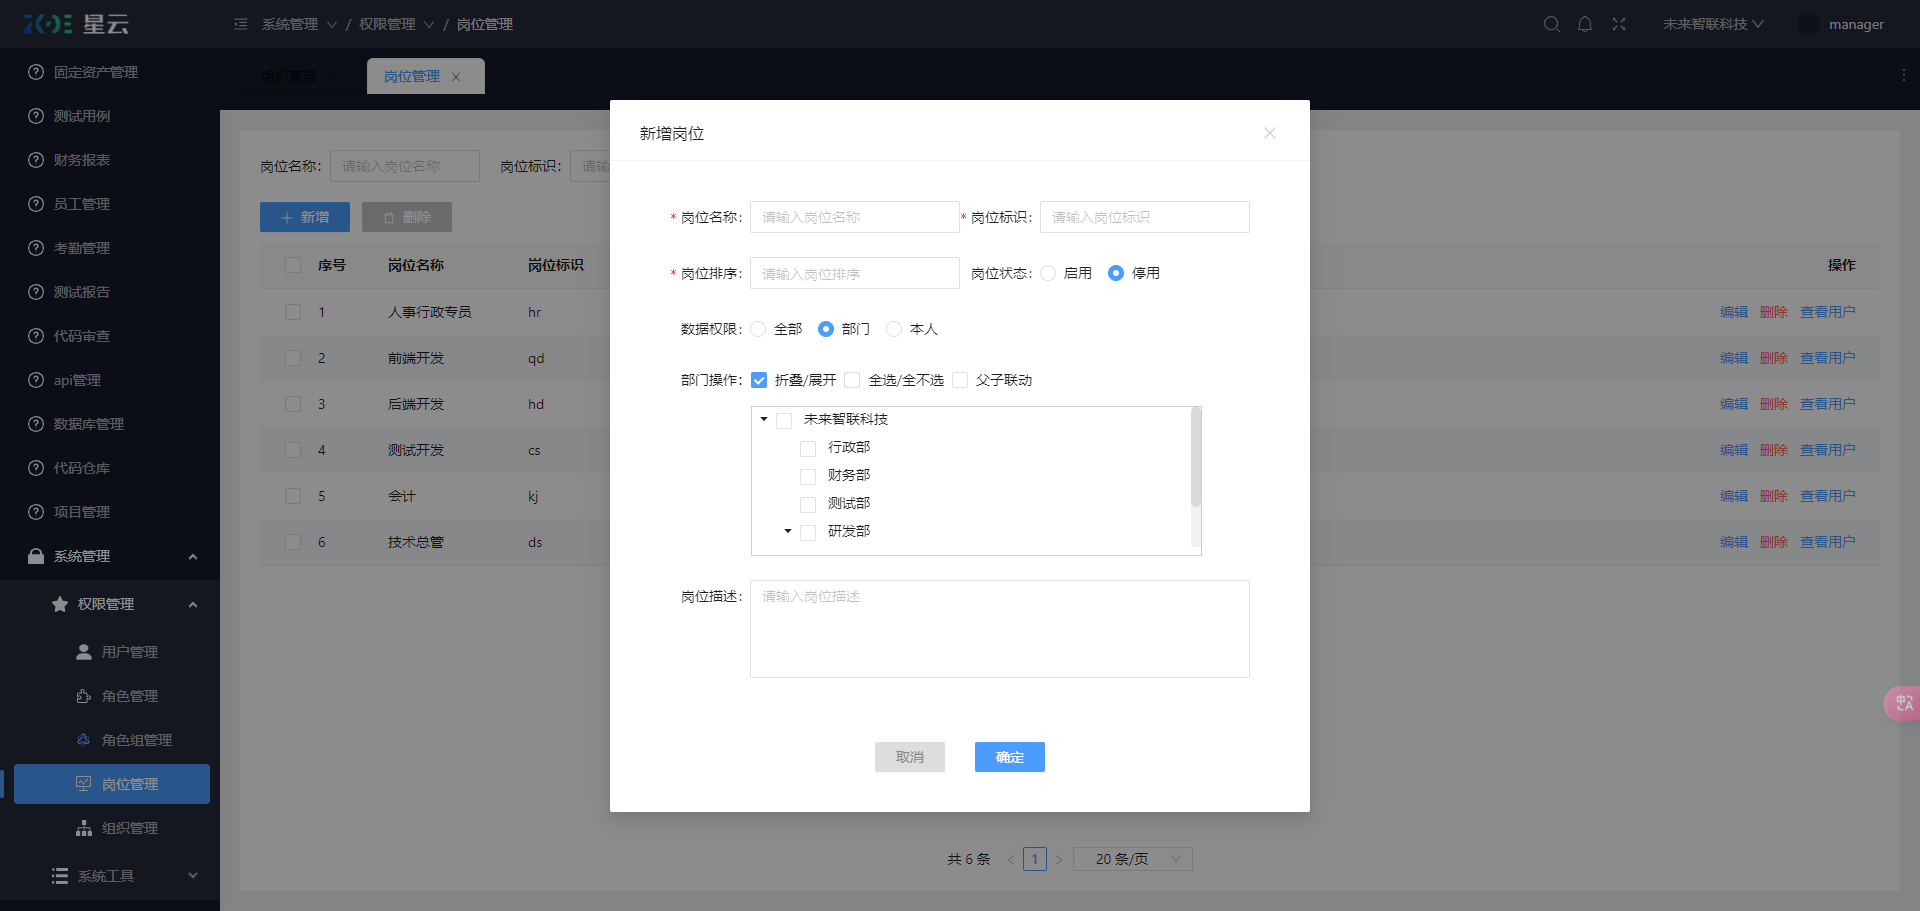 星云
系统管理 / 权限管理 / 岗位管理
未来智联科技
manager
固定资产管理
测试用例
财务报表
员工管理
考勤管理
测试报告
代码审查
api管理
数据库管理
代码仓库
项目管理
系统管理
权限管理
用户管理
角色管理
角色组管理
岗位管理
组织管理
系统工具
组织管理
岗位管理
岗位名称: 请输入岗位名称 岗位标识: 请输
新增 删除
序号 岗位名称 岗位标识 操作
1 人事行政专员 hr 编辑 删除 查看用户
2 前端开发 qd 编辑 删除 查看用户
3 后端开发 hd 编辑 删除 查看用户
4 测试开发 cs 编辑 删除 查看用户
5 会计 kj 编辑 删除 查看用户
6 技术总管 ds 编辑 删除 查看用户
共 6 条 < 1 > 20 条/页
新增岗位
* 岗位名称: 请输入岗位名称 * 岗位标识: 请输入岗位标识
* 岗位排序: 请输入岗位排序 岗位状态: 启用 停用
数据权限: 全部 部门 本人
部门操作: 折叠/展开 全选/全不选 父子联动
未来智联科技
行政部
财务部
测试部
研发部
岗位描述: 请输入岗位描述
取消 确定